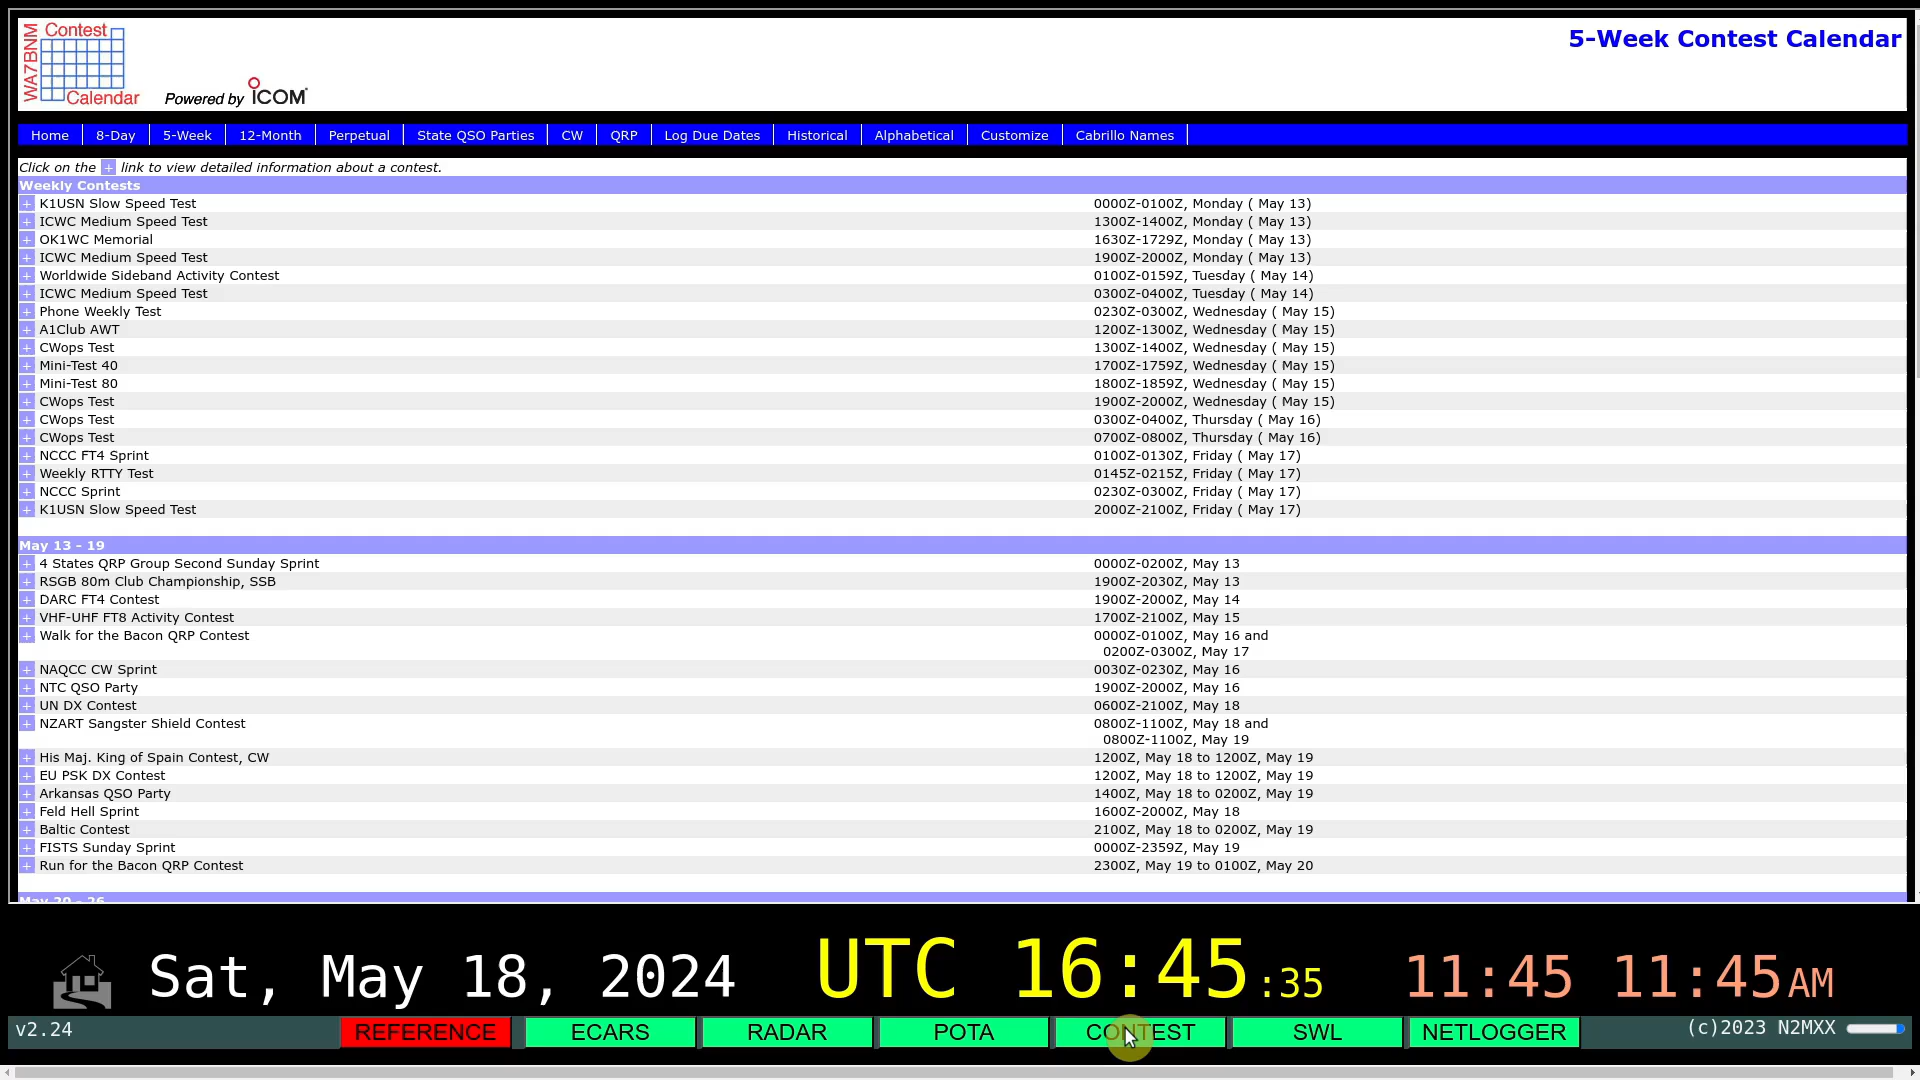 WA7BNM Contest Calendar
Powered by ICOM
5-Week Contest Calendar
Home 8-Day 5-Week 12-Month Perpetual State QSO Parties CW QRP Log Due Dates Historical Alphabetical Customize Cabrillo Names
Click on the + link to view detailed information about a contest.
Weekly Contests
+ K1USN Slow Speed Test 0000Z-0100Z, Monday ( May 13)
+ ICWC Medium Speed Test 1300Z-1400Z, Monday ( May 13)
+ OK1WC Memorial 1630Z-1729Z, Monday ( May 13)
+ ICWC Medium Speed Test 1900Z-2000Z, Monday ( May 13)
+ Worldwide Sideband Activity Contest 0100Z-0159Z, Tuesday ( May 14)
+ ICWC Medium Speed Test 0300Z-0400Z, Tuesday ( May 14)
+ Phone Weekly Test 0230Z-0300Z, Wednesday ( May 15)
+ A1Club AWT 1200Z-1300Z, Wednesday ( May 15)
+ CWops Test 1300Z-1400Z, Wednesday ( May 15)
+ Mini-Test 40 1700Z-1759Z, Wednesday ( May 15)
+ Mini-Test 80 1800Z-1859Z, Wednesday ( May 15)
+ CWops Test 1900Z-2000Z, Wednesday ( May 15)
+ CWops Test 0300Z-0400Z, Thursday ( May 16)
+ CWops Test 0700Z-0800Z, Thursday ( May 16)
+ NCCC FT4 Sprint 0100Z-0130Z, Friday ( May 17)
+ Weekly RTTY Test 0145Z-0215Z, Friday ( May 17)
+ NCCC Sprint 0230Z-0300Z, Friday ( May 17)
+ K1USN Slow Speed Test 2000Z-2100Z, Friday ( May 17)
May 13 - 19
+ 4 States QRP Group Second Sunday Sprint 0000Z-0200Z, May 13
+ RSGB 80m Club Championship, SSB 1900Z-2030Z, May 13
+ DARC FT4 Contest 1900Z-2000Z, May 14
+ VHF-UHF FT8 Activity Contest 1700Z-2100Z, May 15
+ Walk for the Bacon QRP Contest 0000Z-0100Z, May 16 and
0200Z-0300Z, May 17
+ NAQCC CW Sprint 0030Z-0230Z, May 16
+ NTC QSO Party 1900Z-2000Z, May 16
+ UN DX Contest 0600Z-2100Z, May 18
+ NZART Sangster Shield Contest 0800Z-1100Z, May 18 and
0800Z-1100Z, May 19
+ His Maj. King of Spain Contest, CW 1200Z, May 18 to 1200Z, May 19
+ EU PSK DX Contest 1200Z, May 18 to 1200Z, May 19
+ Arkansas QSO Party 1400Z, May 18 to 0200Z, May 19
+ Feld Hell Sprint 1600Z-2000Z, May 18
+ Baltic Contest 2100Z, May 18 to 0200Z, May 19
+ FISTS Sunday Sprint 0000Z-2359Z, May 19
+ Run for the Bacon QRP Contest 2300Z, May 19 to 0100Z, May 20
May 20 - 26
Sat, May 18, 2024 UTC 16:45:35 11:45 11:45AM
v2.24 REFERENCE ECARS RADAR POTA CONTEST SWL NETLOGGER (c)2023 N2MXX